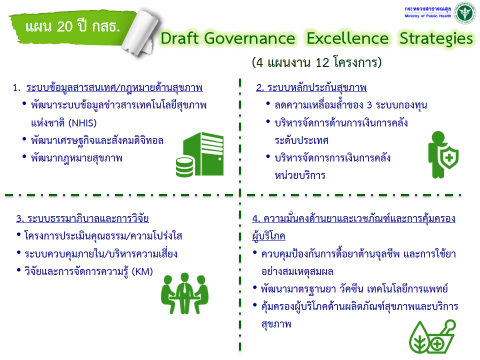 กระทรวงสาธารณสุข
Ministry of Public Health
แผน 20 ปี กสธ.
Draft Governance Excellence Strategies
(4 แผนงาน 12 โครงการ)
1. ระบบข้อมูลสารสนเทศ/กฎหมายด้านสุขภาพ
• พัฒนาระบบข้อมูลข่าวสารเทคโนโลยีสุขภาพ
แห่งชาติ (NHIS)
• พัฒนาเศรษฐกิจและสังคมดิจิทอล
• พัฒนากฎหมายสุขภาพ
2. ระบบหลักประกันสุขภาพ
• ลดความเหลื่อมล้ำของ 3 ระบบกองทุน
• บริหารจัดการด้านการเงินการคลัง
ระดับประเทศ
• บริหารจัดการการเงินการคลัง
หน่วยบริการ
3. ระบบธรรมาภิบาลและการวิจัย
• โครงการประเมินคุณธรรม/ความโปร่งใส
• ระบบควบคุมภายใน/บริหารความเสี่ยง
• วิจัยและการจัดการความรู้ (KM)
4. ความมั่นคงด้านยาและเวชภัณฑ์และการคุ้มครอง
ผู้บริโภค
• ควบคุมป้องกันการดื้อยาต้านจุลชีพ และการใช้ยา
อย่างสมเหตุสมผล
• พัฒนามาตรฐานยา วัคซีน เทคโนโลยีการแพทย์
• คุ้มครองผู้บริโภคด้านผลิตภัณฑ์สุขภาพและบริการ
สุขภาพ